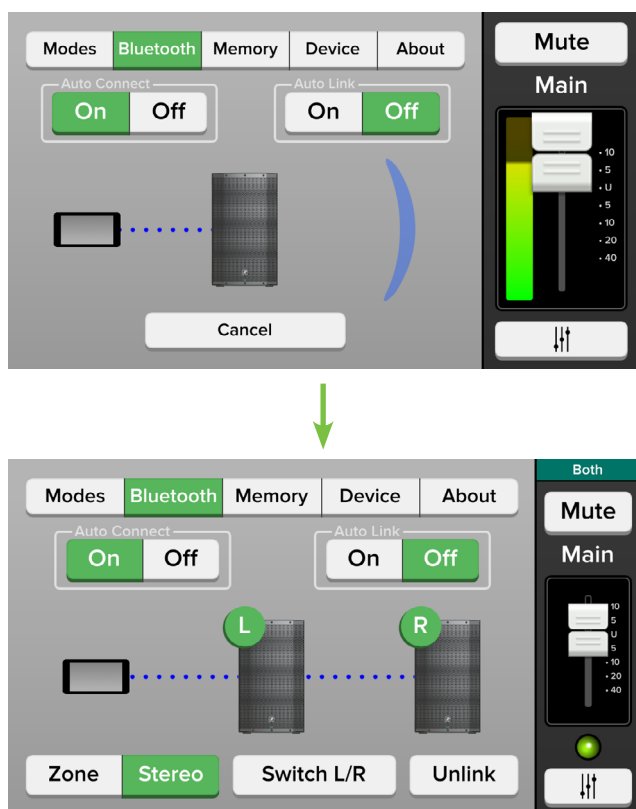 Modes Bluetooth Memory Device About
Mute
Auto Connect
Auto Link
On Off
On Off
Main
10
5
U
5
10
20
40
Cancel
Both
Modes Bluetooth Memory Device About
Mute
Auto Connect
Auto Link
On Off
On Off
Main
10
5
U
5
10
20
40
L
R
Zone Stereo Switch L/R Unlink